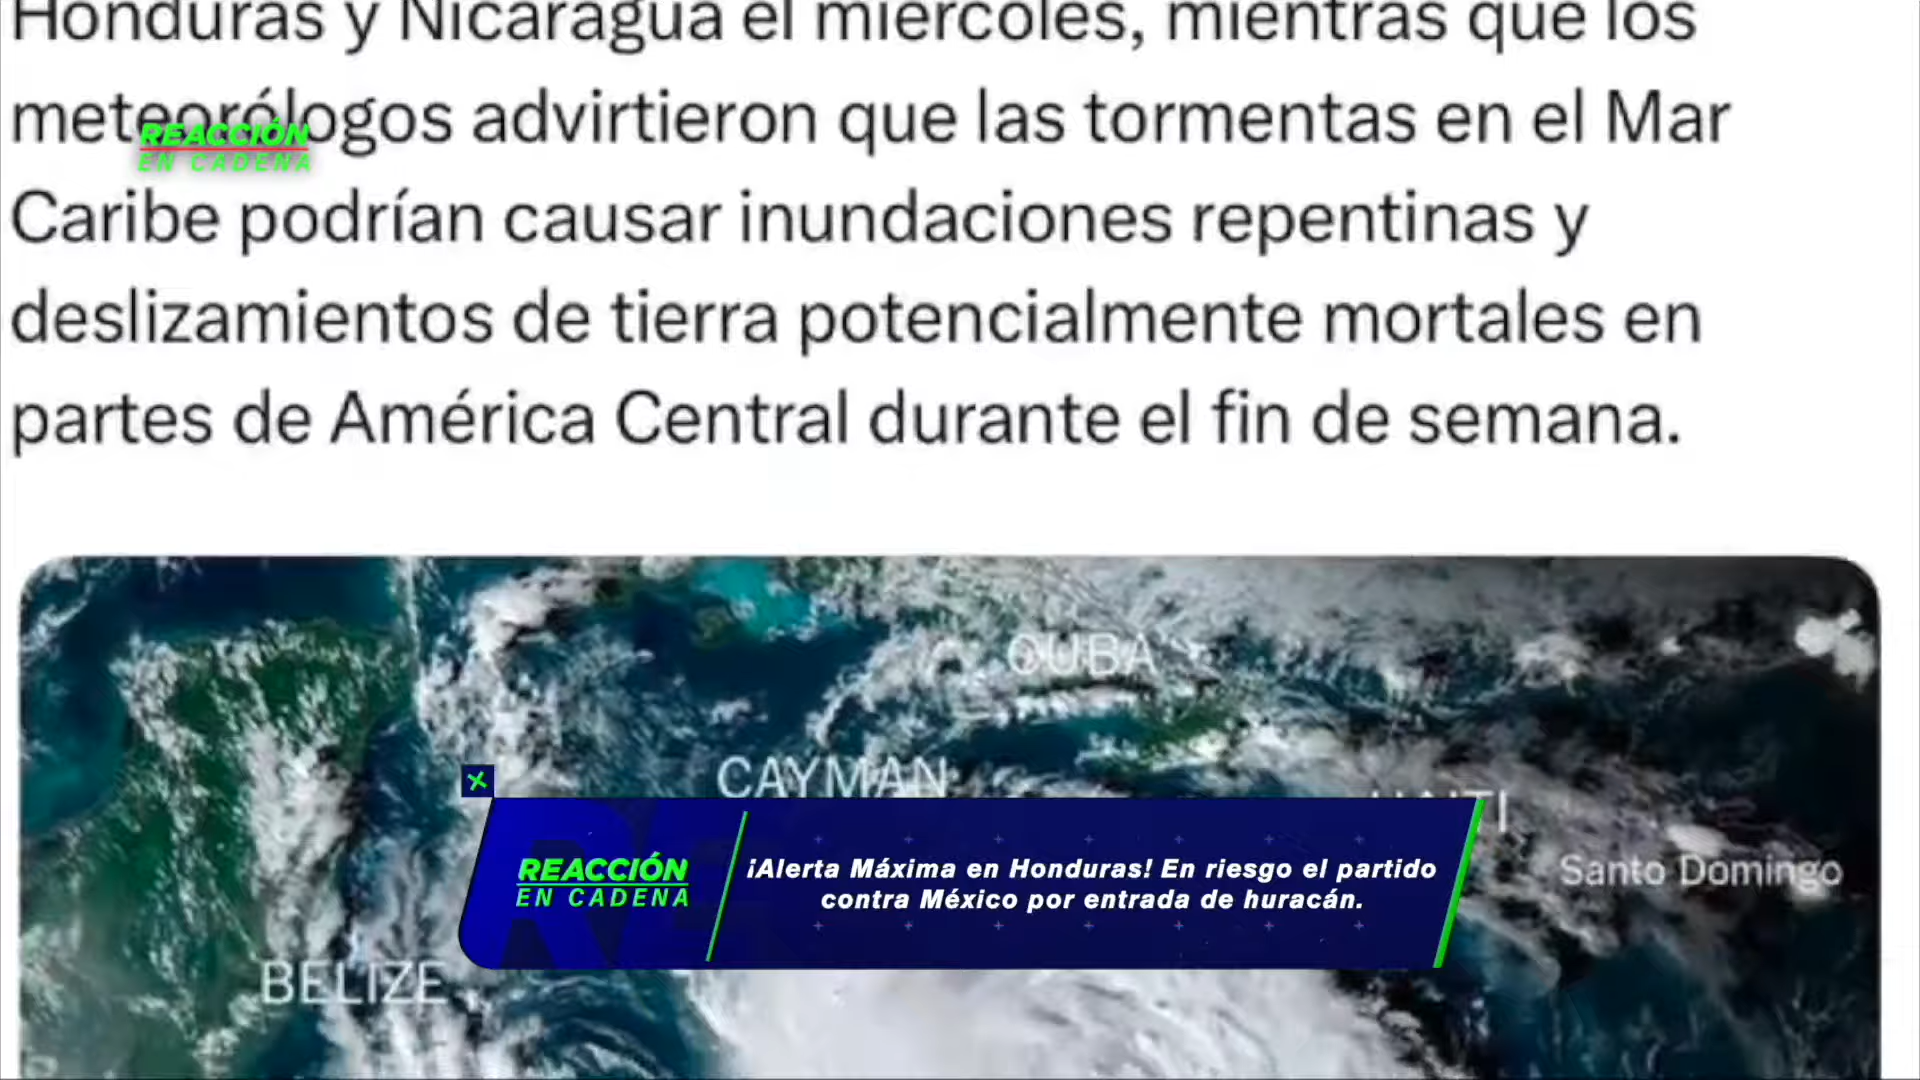 Honduras y Nicaragua el miércoles, mientras que los
meteorólogos advirtieron que las tormentas en el Mar
REACCIÓN
EN CADENA
Caribe podrían causar inundaciones repentinas y
deslizamientos de tierra potencialmente mortales en
partes de América Central durante el fin de semana.
CUBA
CAYMAN
HAITI
Santo Domingo
REACCIÓN
EN CADENA
¡Alerta Máxima en Honduras! En riesgo el partido
contra México por entrada de huracán.
BELIZE